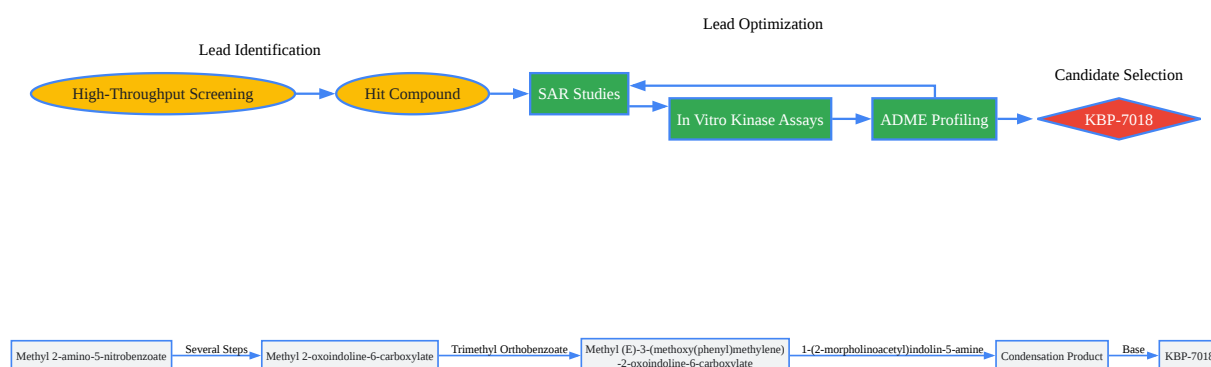 Lead Optimization
Lead Identification
Candidate Selection
High-Throughput Screening
Hit Compound
SAR Studies
In Vitro Kinase Assays
ADME Profiling
KBP-7018
Methyl 2-amino-5-nitrobenzoate
Several Steps
Methyl 2-oxoindoline-6-carboxylate
Trimethyl Orthobenzoate
Methyl (E)-3-(methoxy(phenyl)methylene)
-2-oxoindoline-6-carboxylate
1-(2-morpholinoacetyl)indolin-5-amine
Condensation Product
Base
KBP-7018